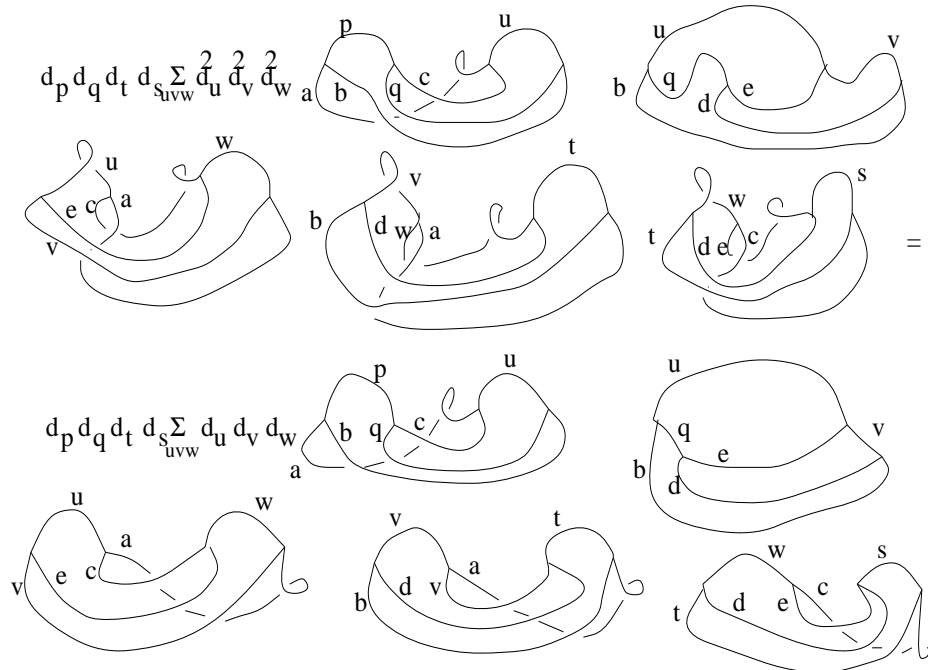 p u
d_p d_q d_t d_s Σ_uvw d_u^2 d_v^2 d_w^2
a b q c
u v
b q d e
u w
e c a
v
v t
b d w a
w s
t d e c =
p u
d_p d_q d_t d_s Σ_uvw d_u d_v d_w
a b q c
u v
q e
b d
u w
a
v e c
v t
a
b d v
w s
c
t d e